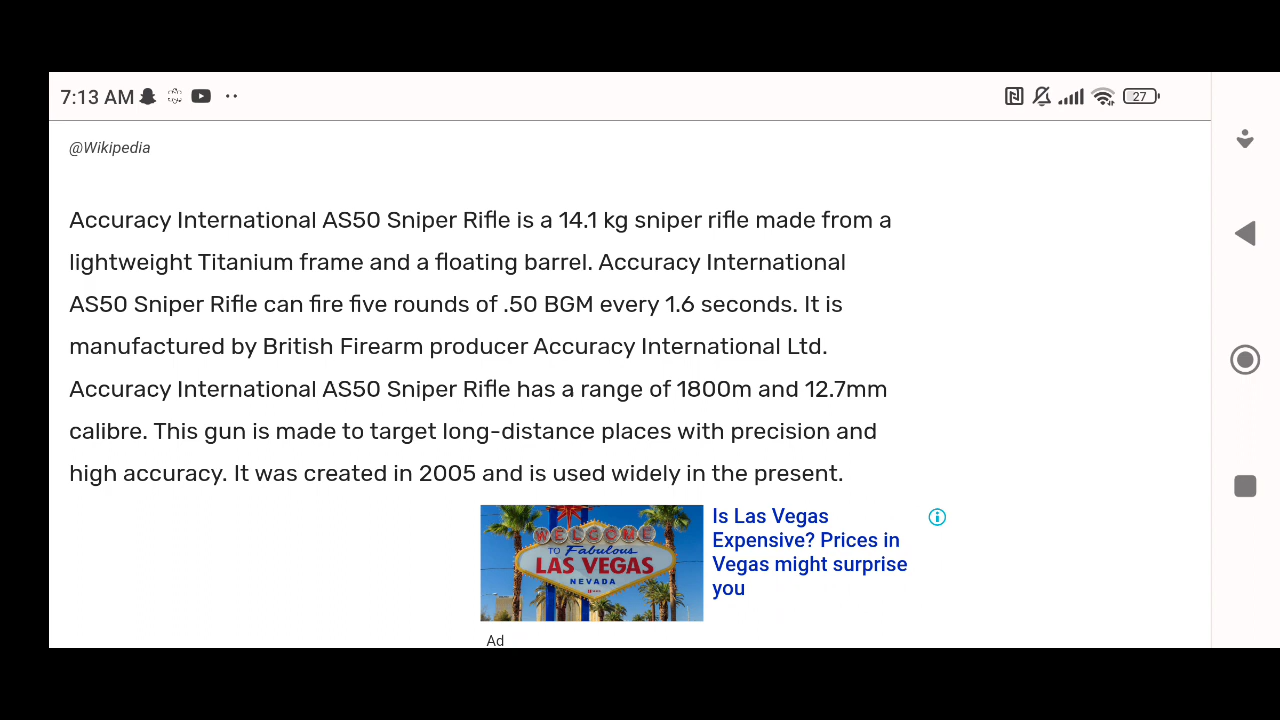 7:13 AM
27
@Wikipedia
Accuracy International AS50 Sniper Rifle is a 14.1 kg sniper rifle made from a
lightweight Titanium frame and a floating barrel. Accuracy International
AS50 Sniper Rifle can fire five rounds of .50 BGM every 1.6 seconds. It is
manufactured by British Firearm producer Accuracy International Ltd.
Accuracy International AS50 Sniper Rifle has a range of 1800m and 12.7mm
calibre. This gun is made to target long-distance places with precision and
high accuracy. It was created in 2005 and is used widely in the present.
WELCOME
TO Fabulous
LAS VEGAS
NEVADA
Is Las Vegas
Expensive? Prices in
Vegas might surprise
you
Ad